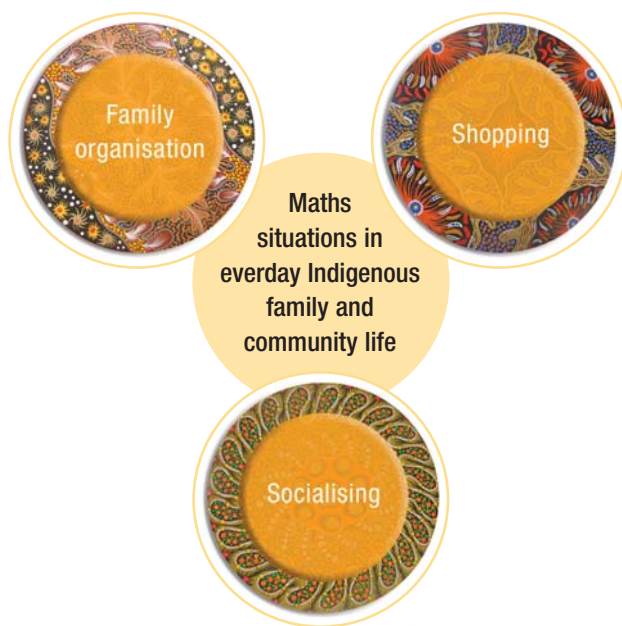 Family
organisation
Shopping
Maths
situations in
everday Indigenous
family and
community life
Socialising